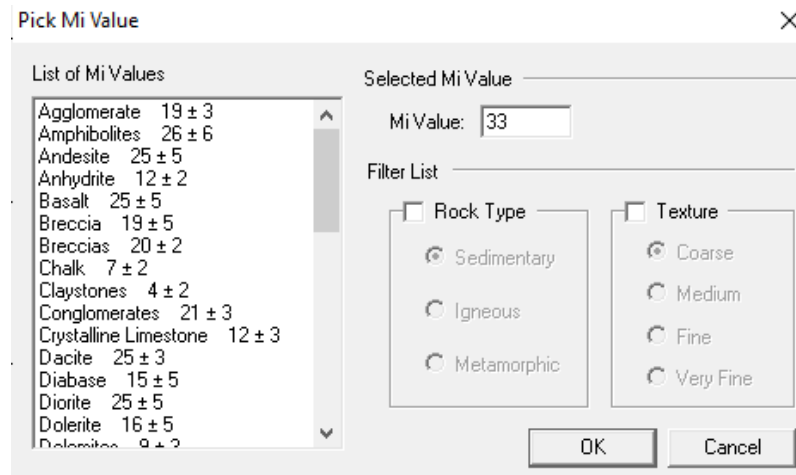 Pick Mi Value
List of Mi Values
Agglomerate 19 ± 3
Amphibolites 26 ± 6
Andesite 25 ± 5
Anhydrite 12 ± 2
Basalt 25 ± 5
Breccia 19 ± 5
Breccias 20 ± 2
Chalk 7 ± 2
Claystones 4 ± 2
Conglomerates 21 ± 3
Crystalline Limestone 12 ± 3
Dacite 25 ± 3
Diabase 15 ± 5
Diorite 25 ± 5
Dolerite 16 ± 5
Dolomites 9 ± 3
Selected Mi Value
Mi Value: 33
Filter List
Rock Type
Sedimentary
Igneous
Metamorphic
Texture
Coarse
Medium
Fine
Very Fine
OK Cancel